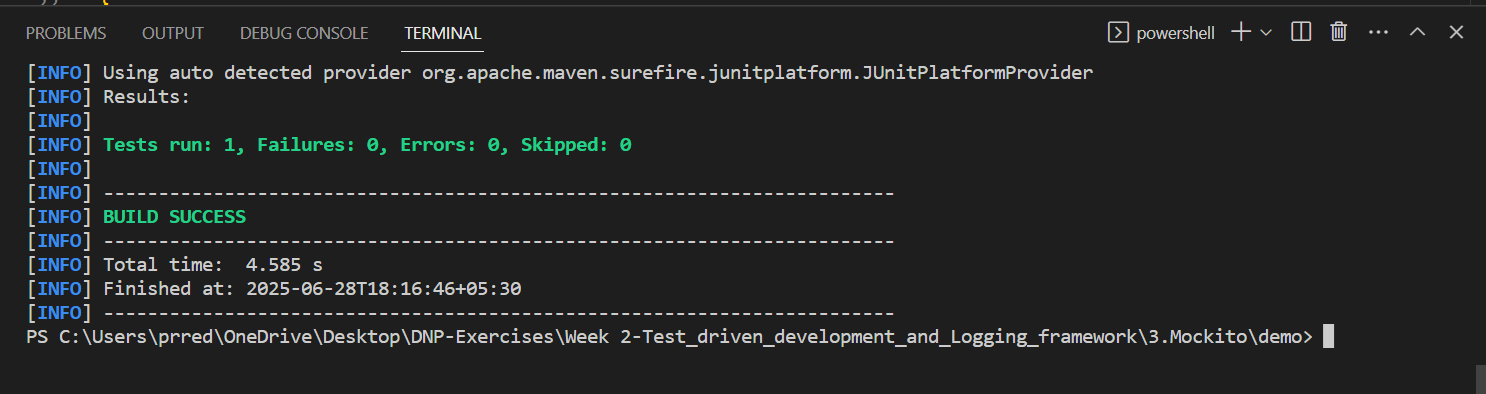 PROBLEMS OUTPUT DEBUG CONSOLE TERMINAL powershell
[INFO] Using auto detected provider org.apache.maven.surefire.junitplatform.JUnitPlatformProvider
[INFO] Results:
[INFO]
[INFO] Tests run: 1, Failures: 0, Errors: 0, Skipped: 0
[INFO]
[INFO] ------------------------------------------------------------------------
[INFO] BUILD SUCCESS
[INFO] ------------------------------------------------------------------------
[INFO] Total time:  4.585 s
[INFO] Finished at: 2025-06-28T18:16:46+05:30
[INFO] ------------------------------------------------------------------------
PS C:\Users\prred\OneDrive\Desktop\DNP-Exercises\Week 2-Test_driven_development_and_Logging_framework\3.Mockito\demo>